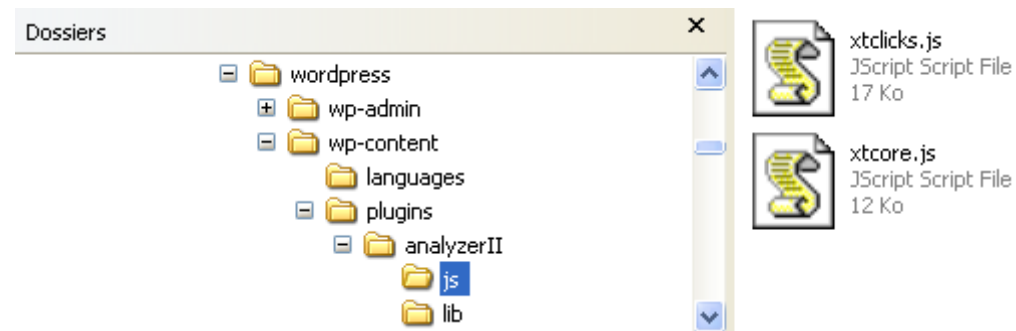 Dossiers
wordpress
wp-admin
wp-content
languages
plugins
analyzerII
js
lib
xtclicks.js
JScript Script File
17 Ko
xtcore.js
JScript Script File
12 Ko